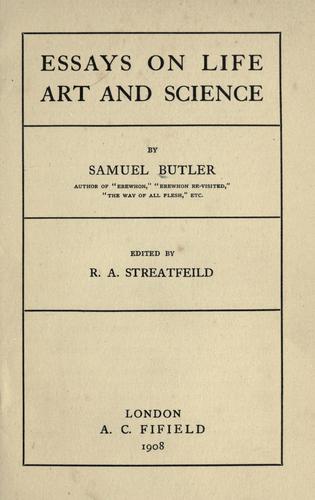 ESSAYS ON LIFE
ART AND SCIENCE
BY
SAMUEL BUTLER
AUTHOR OF "EREWHON," "EREWHON RE-VISITED,"
"THE WAY OF ALL FLESH," ETC.
EDITED BY
R. A. STREATFEILD
LONDON
A. C. FIFIELD
1908